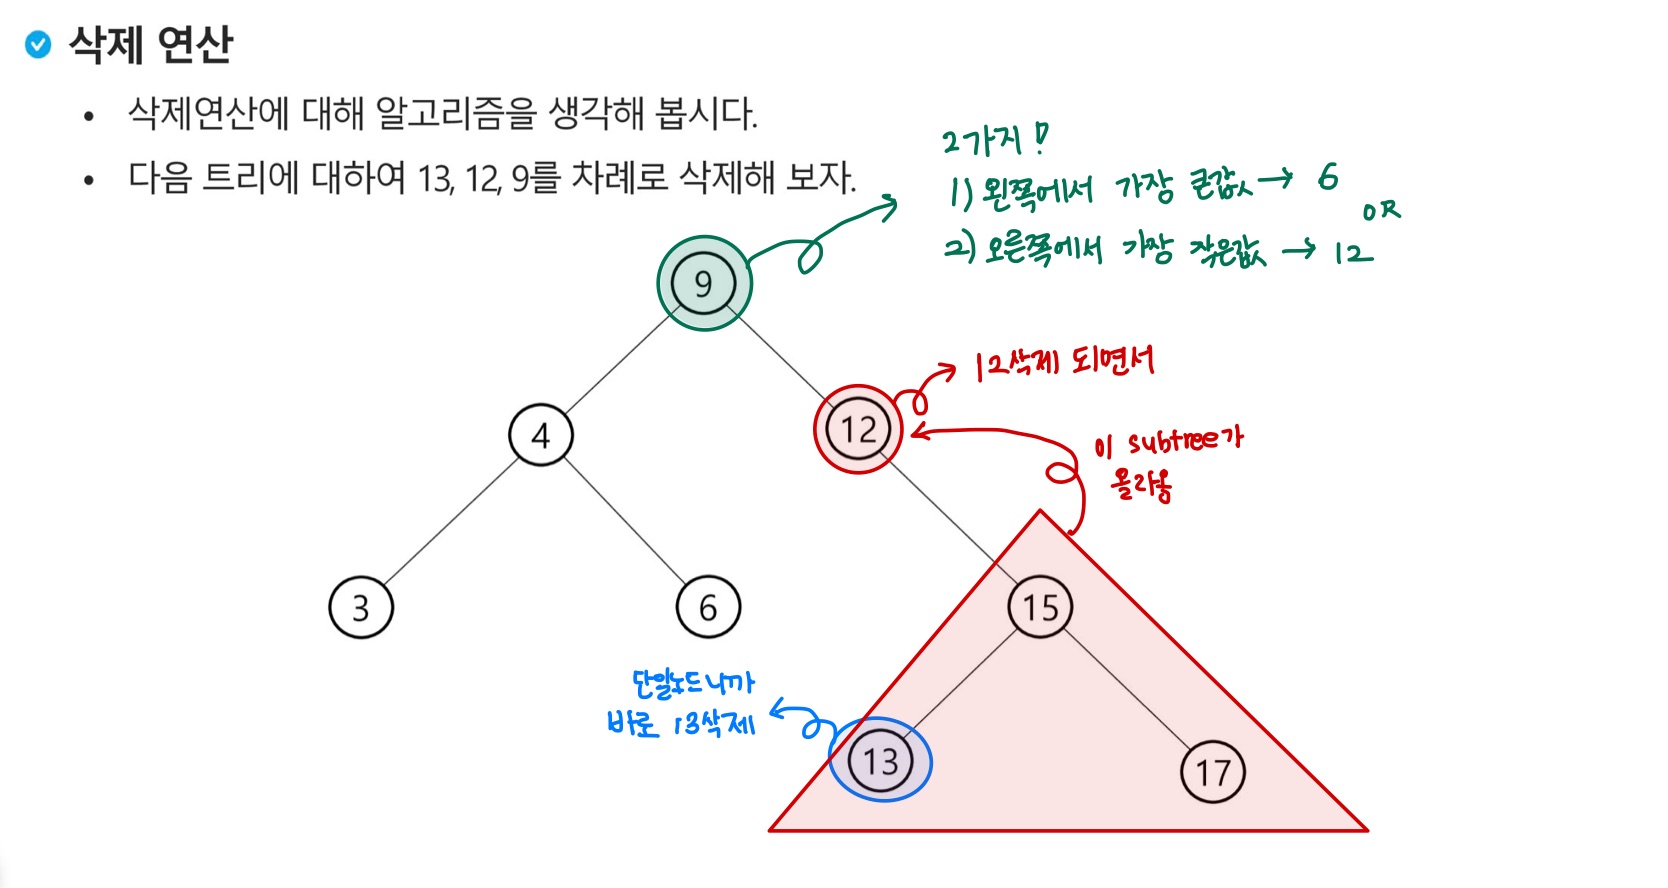 삭제 연산
• 삭제연산에 대해 알고리즘을 생각해 봅시다.
• 다음 트리에 대하여 13, 12, 9를 차례로 삭제해 보자.
2가지!
1) 왼쪽에서 가장 큰값 → 6
OR
2) 오른쪽에서 가장 작은값 → 12
9
12삭제 되면서
4
12
이 subtree가
올라옴
3
6
15
단일노드니까
바로 13삭제
13
17